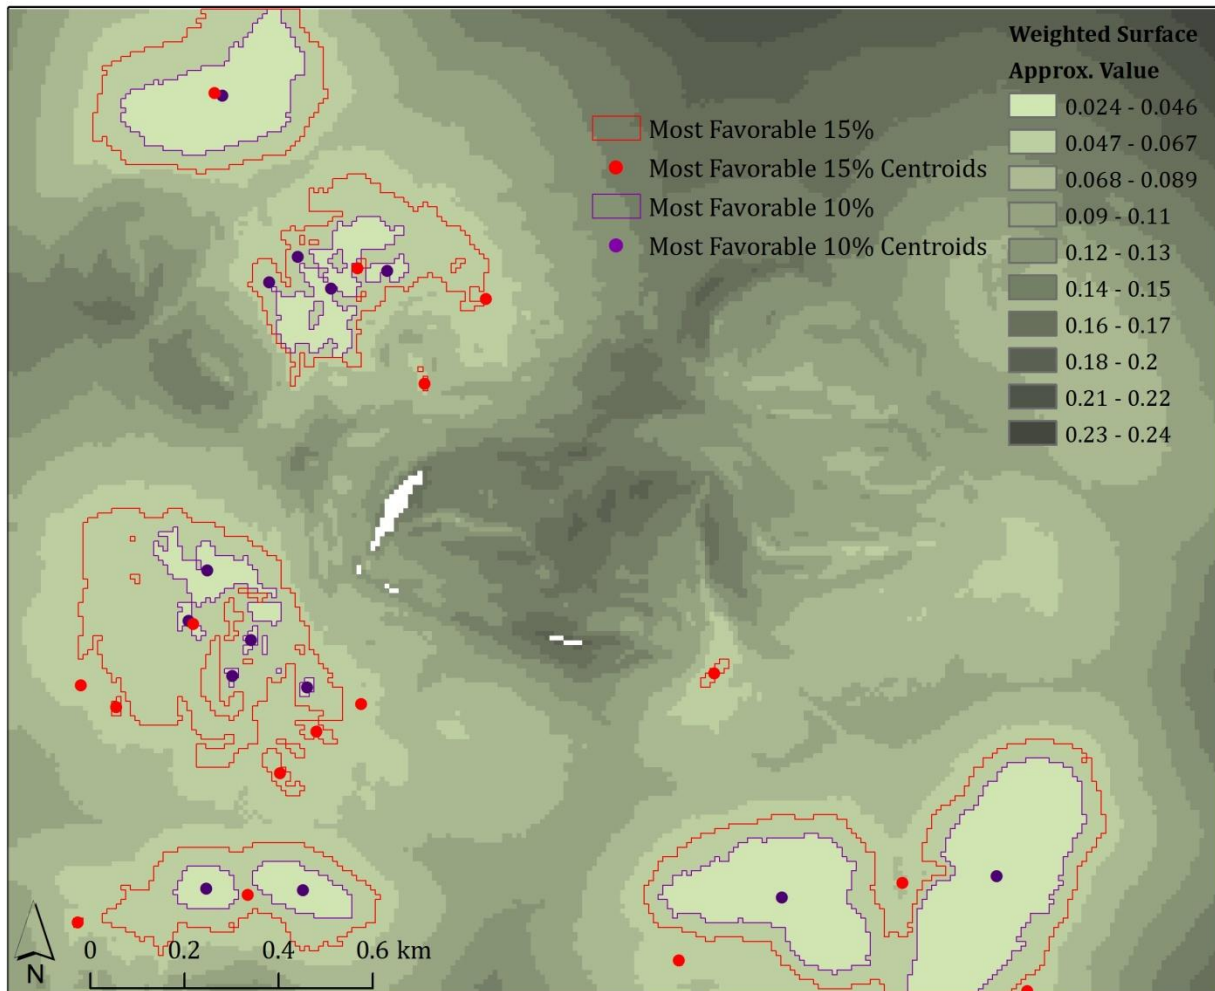 Weighted Surface
Approx. Value
0.024 - 0.046
0.047 - 0.067
0.068 - 0.089
0.09 - 0.11
0.12 - 0.13
0.14 - 0.15
0.16 - 0.17
0.18 - 0.2
0.21 - 0.22
0.23 - 0.24
Most Favorable 15%
Most Favorable 15% Centroids
Most Favorable 10%
Most Favorable 10% Centroids
N
0 0.2 0.4 0.6 km